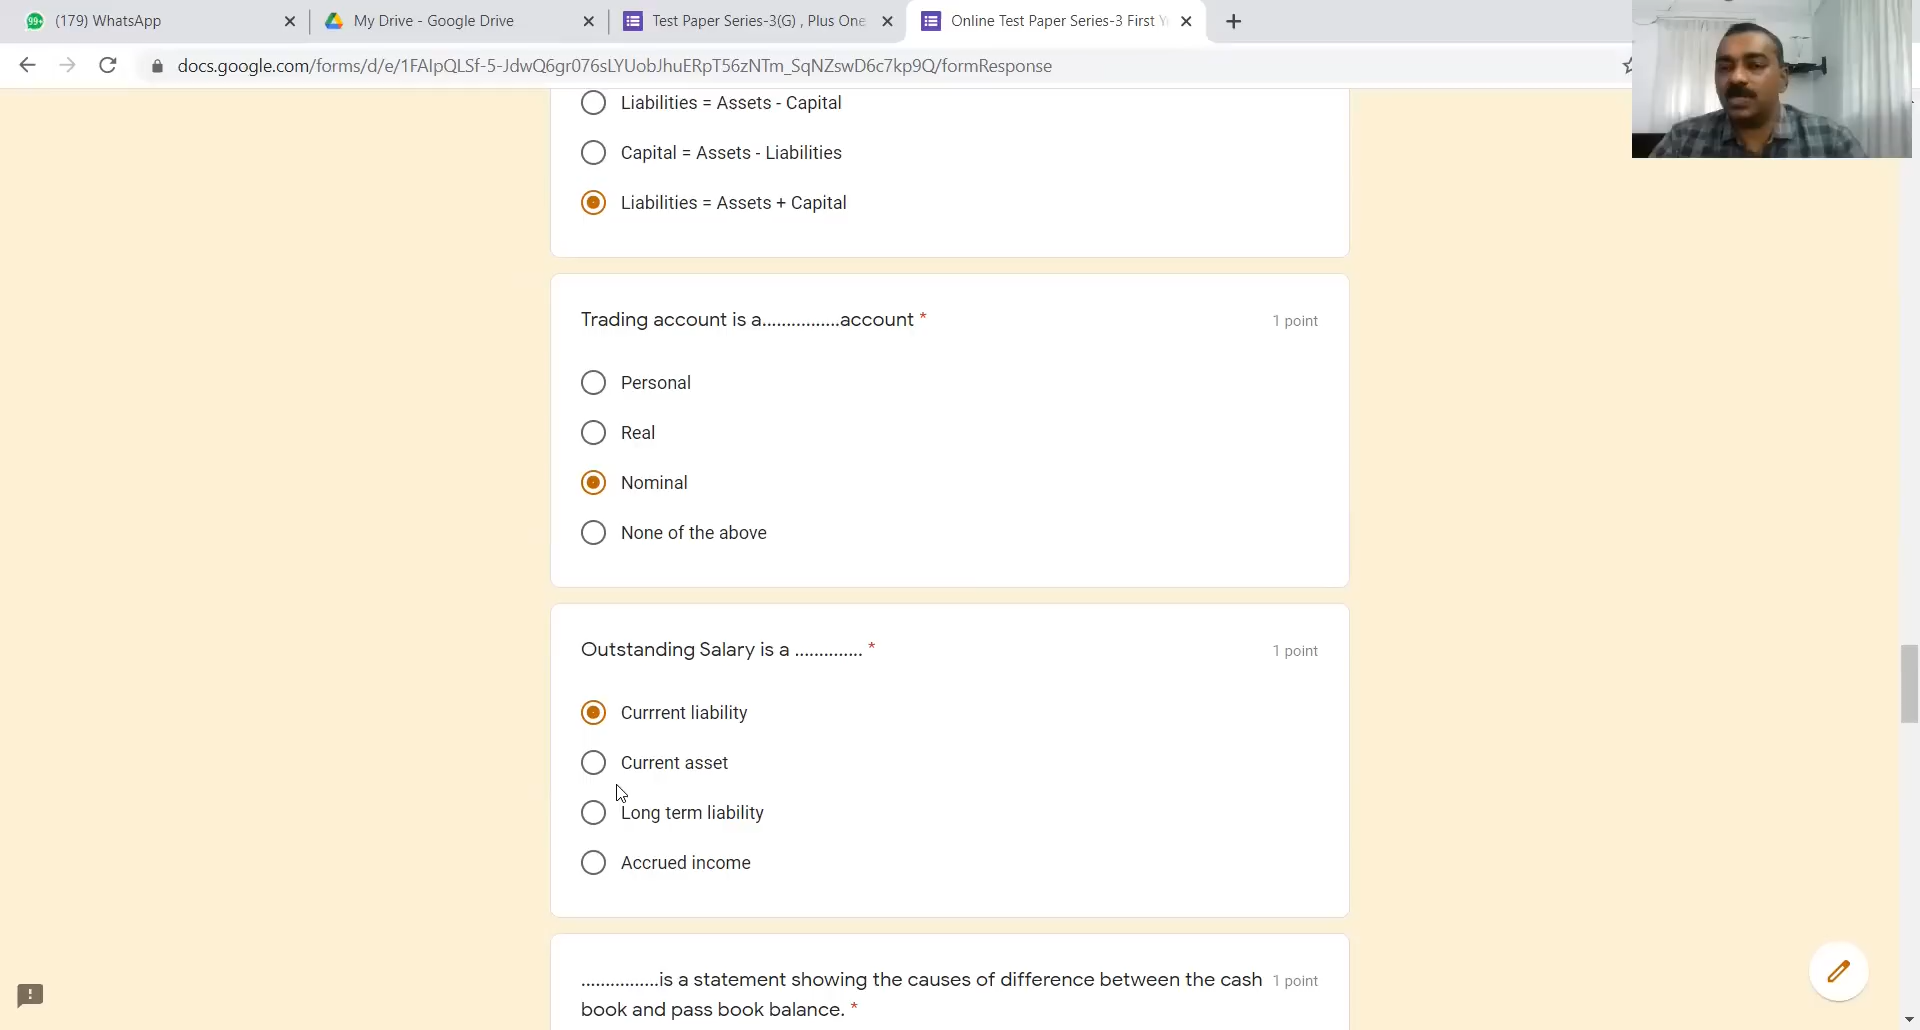 99+ (179) WhatsApp
My Drive - Google Drive
Test Paper Series-3(G) , Plus One
Online Test Paper Series-3 First Y
docs.google.com/forms/d/e/1FAIpQLSf-5-JdwQ6gr076sLYUobJhuERpT56zNTm_SqNZswD6c7kp9Q/formResponse
Liabilities = Assets - Capital
Capital = Assets - Liabilities
Liabilities = Assets + Capital
Trading account is a................account *
1 point
Personal
Real
Nominal
None of the above
Outstanding Salary is a .............. *
1 point
Currrent liability
Current asset
Long term liability
Accrued income
................is a statement showing the causes of difference between the cash
1 point
book and pass book balance. *